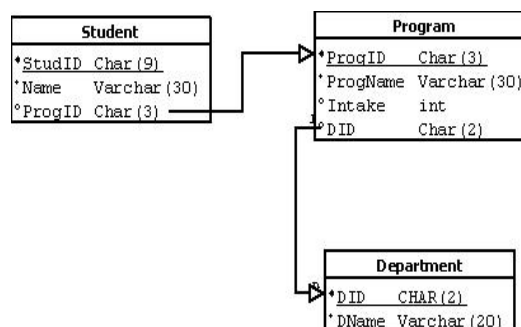 Student
StudID Char(9)
Name Varchar(30)
ProgID Char(3)
Program
ProgID Char(3)
ProgName Varchar(30)
Intake int
DID Char(2)
Department
DID CHAR(2)
DName Varchar(20)